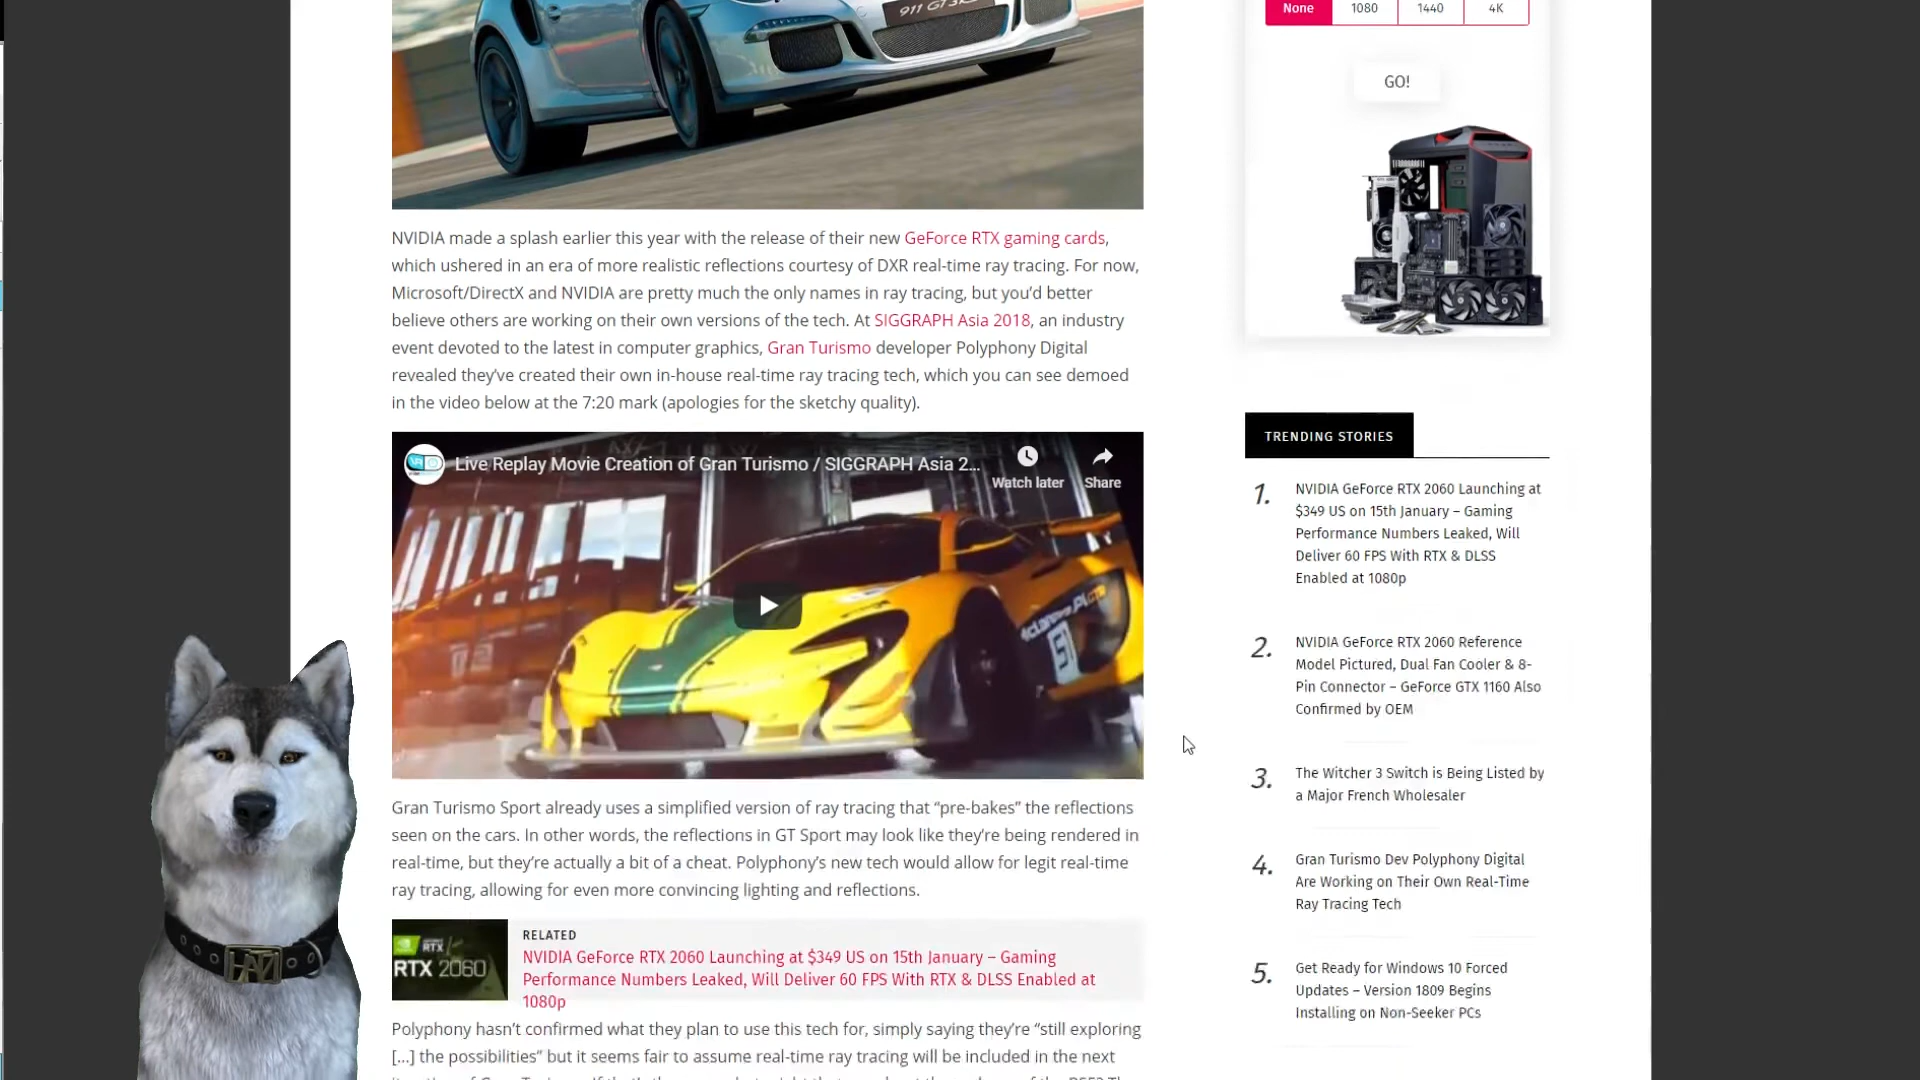 911 GT3
None
1080
1440
4K
GO!
NVIDIA made a splash earlier this year with the release of their new GeForce RTX gaming cards,
which ushered in an era of more realistic reflections courtesy of DXR real-time ray tracing. For now,
Microsoft/DirectX and NVIDIA are pretty much the only names in ray tracing, but you’d better
believe others are working on their own versions of the tech. At SIGGRAPH Asia 2018, an industry
event devoted to the latest in computer graphics, Gran Turismo developer Polyphony Digital
revealed they’ve created their own in-house real-time ray tracing tech, which you can see demoed
in the video below at the 7:20 mark (apologies for the sketchy quality).
Live Replay Movie Creation of Gran Turismo / SIGGRAPH Asia 2...
Watch later
Share
Gran Turismo Sport already uses a simplified version of ray tracing that “pre-bakes” the reflections
seen on the cars. In other words, the reflections in GT Sport may look like they’re being rendered in
real-time, but they’re actually a bit of a cheat. Polyphony’s new tech would allow for legit real-time
ray tracing, allowing for even more convincing lighting and reflections.
RTX 2060
RELATED
NVIDIA GeForce RTX 2060 Launching at $349 US on 15th January – Gaming
Performance Numbers Leaked, Will Deliver 60 FPS With RTX & DLSS Enabled at
1080p
Polyphony hasn’t confirmed what they plan to use this tech for, simply saying they’re “still exploring
[…] the possibilities” but it seems fair to assume real-time ray tracing will be included in the next
TRENDING STORIES
1.
NVIDIA GeForce RTX 2060 Launching at
$349 US on 15th January – Gaming
Performance Numbers Leaked, Will
Deliver 60 FPS With RTX & DLSS
Enabled at 1080p
2.
NVIDIA GeForce RTX 2060 Reference
Model Pictured, Dual Fan Cooler & 8-
Pin Connector – GeForce GTX 1160 Also
Confirmed by OEM
3.
The Witcher 3 Switch is Being Listed by
a Major French Wholesaler
4.
Gran Turismo Dev Polyphony Digital
Are Working on Their Own Real-Time
Ray Tracing Tech
5.
Get Ready for Windows 10 Forced
Updates – Version 1809 Begins
Installing on Non-Seeker PCs